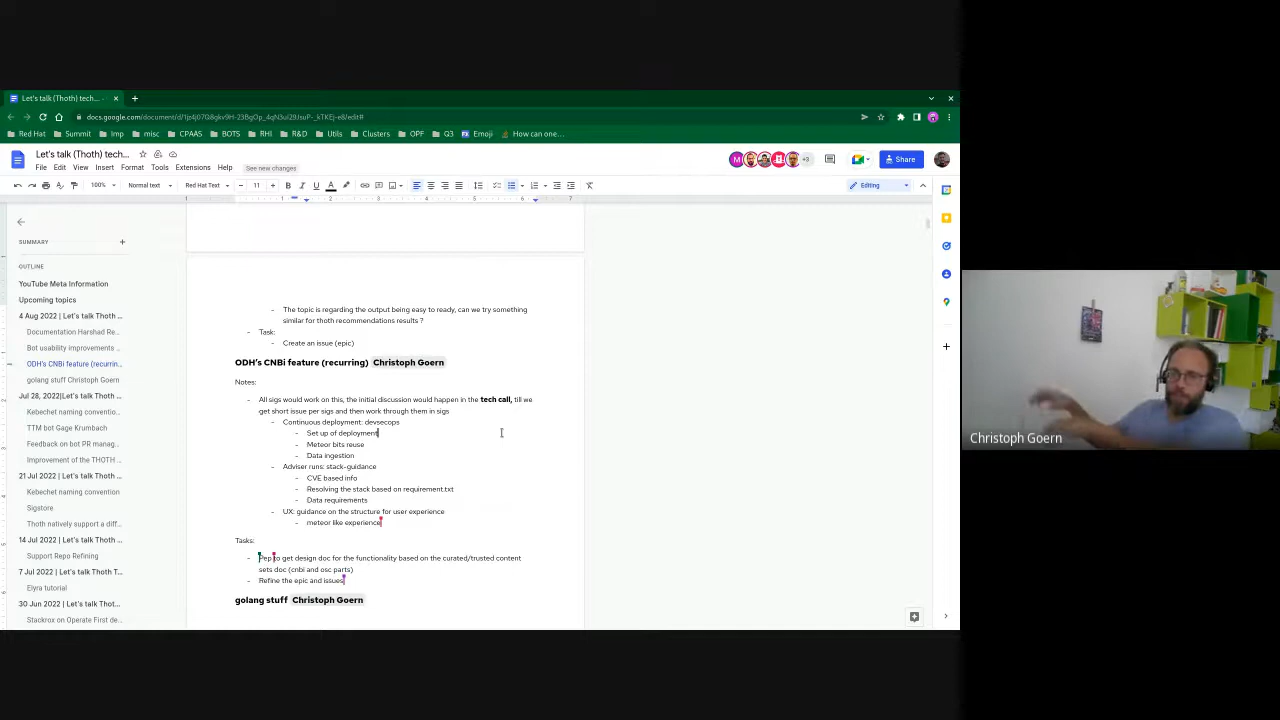 Let's talk (Thoth) tech...
Red Hat Summit Imp misc CPAAS BOTS RHI R&D Utils Clusters OPF Q3 Emoji How can one...
Let's talk (Thoth) tech...
+3
Share
File Edit View Insert Format Tools Extensions Help See new changes
100% Normal text Red Hat Text 11 Editing
1 1 2 3 4 5 6 7
SUMMARY
OUTLINE
YouTube Meta Information
Upcoming topics
4 Aug 2022 | Let's talk Thoth ...
Documentation Harshad Re...
Bot usability improvements ...
ODH's CNBi feature (recurrin...
golang stuff Christoph Goern
Jul 28, 2022|Let's talk Thoth ...
Kebechet naming conventio...
TTM bot Gage Krumbach
Feedback on bot PR manag...
Improvement of the THOTH ...
21 Jul 2022 | Let's talk Thoth ...
Kebechet naming convention
Sigstore
Thoth natively support a diff...
14 Jul 2022 | Let's talk Thoth ...
Support Repo Refining
7 Jul 2022 | Let's talk Thoth T...
Elyra tutorial
30 Jun 2022 | Let's talk Thot...
Stackrox on Operate First de...
- The topic is regarding the output being easy to ready, can we try something
similar for thoth recommendations results ?
- Task:
- Create an issue (epic)
ODH's CNBi feature (recurring) Christoph Goern
Notes:
- All sigs would work on this, the initial discussion would happen in the tech call, till we
get short issue per sigs and then work through them in sigs
- Continuous deployment: devsecops
- Set up of deployment
- Meteor bits reuse
- Data ingestion
- Adviser runs: stack-guidance
- CVE based info
- Resolving the stack based on requirement.txt
- Data requirements
- UX: guidance on the structure for user experience
- meteor like experience
Tasks:
- Pep to get design doc for the functionality based on the curated/trusted content
sets doc (cnbi and osc parts)
- Refine the epic and issues
golang stuff Christoph Goern
Christoph Goern